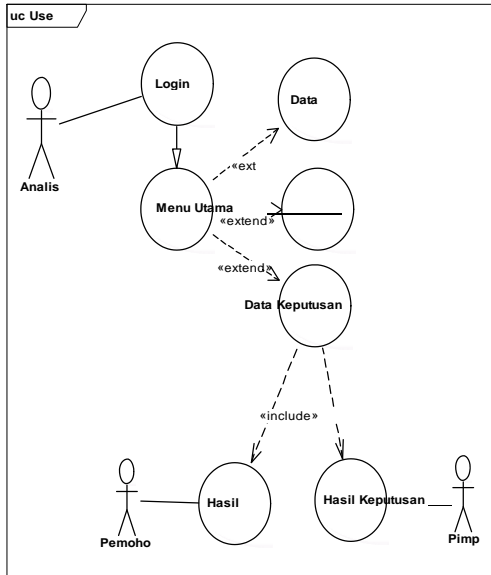 uc Use
Login
Data
«ext
Analis
Menu Utama
«extend»
«extend»
Data Keputusan
«include»
Hasil
Hasil Keputusan
Pemoho
Pimp